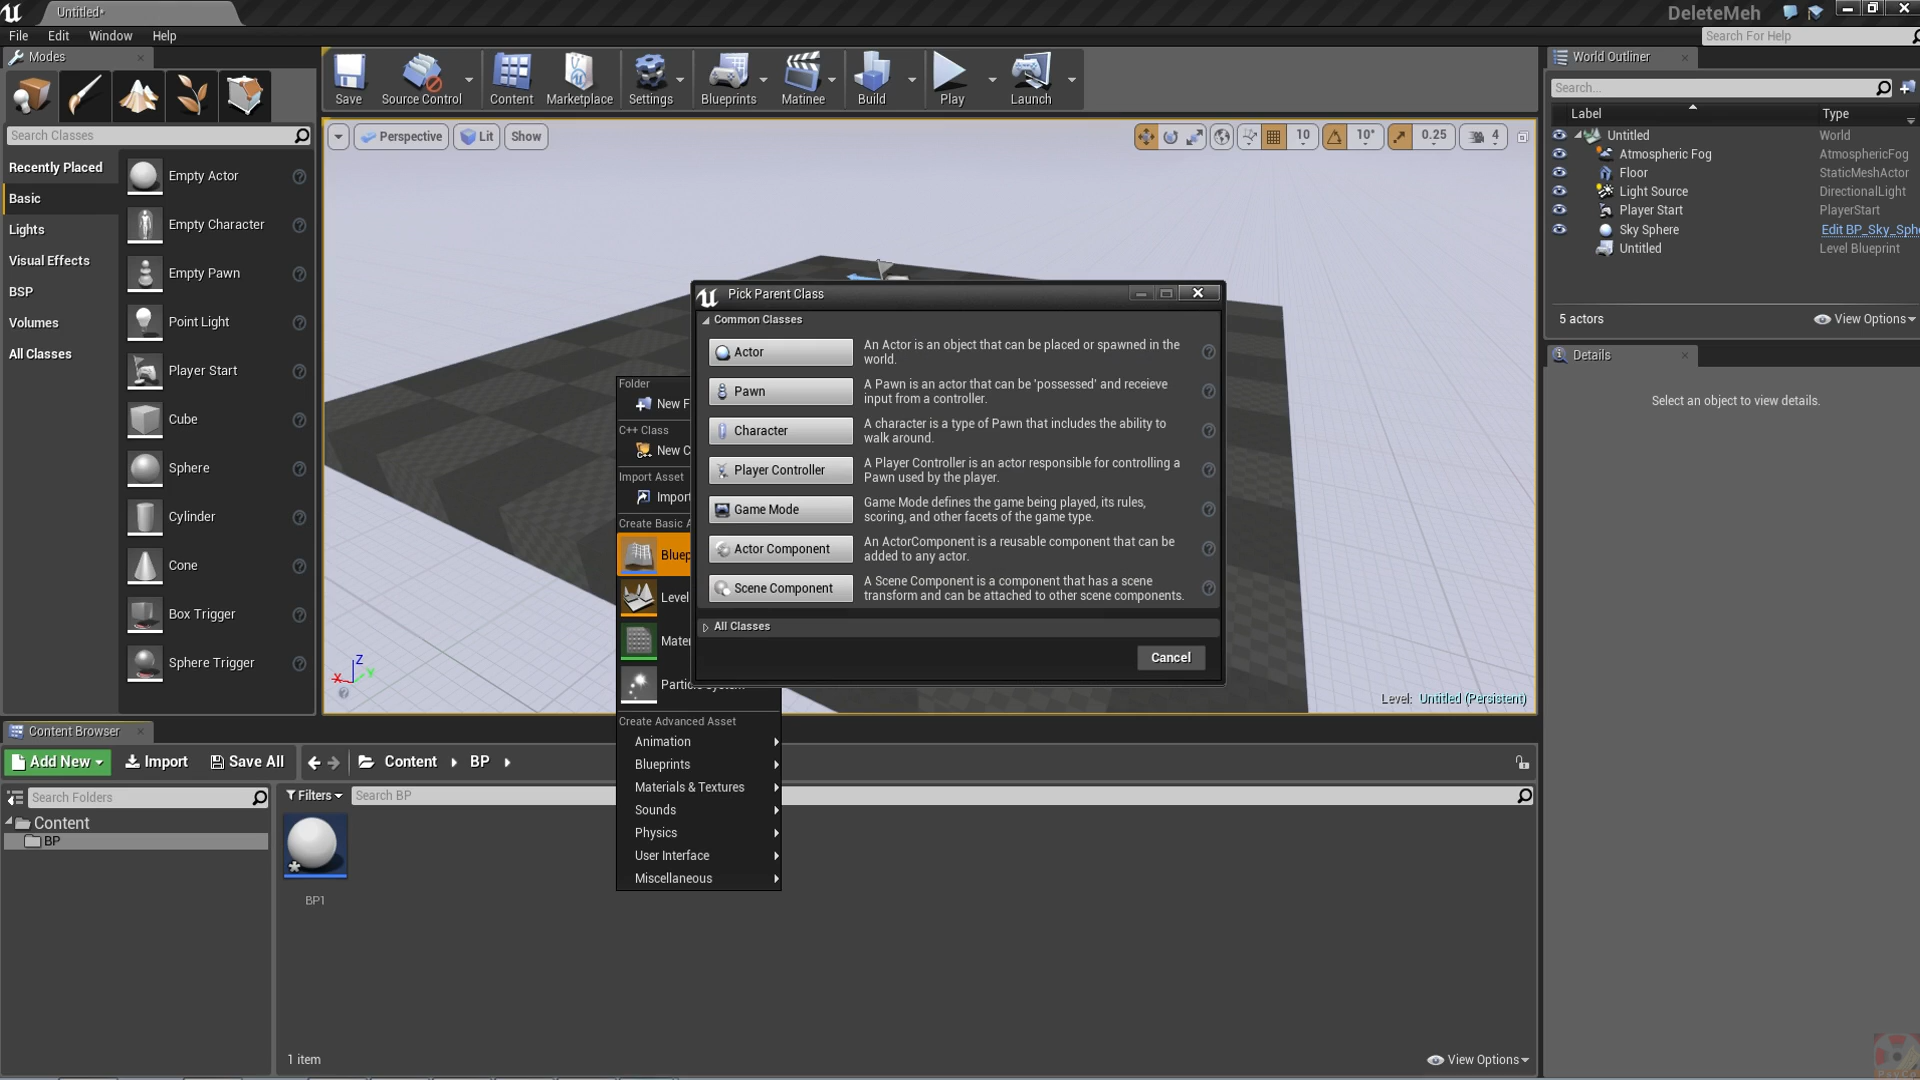 Untitled*
DeleteMeh
File Edit Window Help
Search For Help
Modes
Search Classes
Recently Placed
Basic
Lights
Visual Effects
BSP
Volumes
All Classes
Empty Actor
Empty Character
Empty Pawn
Point Light
Player Start
Cube
Sphere
Cylinder
Cone
Box Trigger
Sphere Trigger
Save
Source Control
Content
Marketplace
Settings
Blueprints
Matinee
Build
Play
Launch
Perspective
Lit
Show
10
10°
0.25
4
X
Z
Y
Level: Untitled (Persistent)
Folder
New F
C++ Class
New C
Import Asset
Import
Create Basic A
Bluep
Level
Mater
Particle System
Create Advanced Asset
Animation
Blueprints
Materials & Textures
Sounds
Physics
User Interface
Miscellaneous
Pick Parent Class
Common Classes
Actor
An Actor is an object that can be placed or spawned in the
world.
Pawn
A Pawn is an actor that can be 'possessed' and receieve
input from a controller.
Character
A character is a type of Pawn that includes the ability to
walk around.
Player Controller
A Player Controller is an actor responsible for controlling a
Pawn used by the player.
Game Mode
Game Mode defines the game being played, its rules,
scoring, and other facets of the game type.
Actor Component
An ActorComponent is a reusable component that can be
added to any actor.
Scene Component
A Scene Component is a component that has a scene
transform and can be attached to other scene components.
All Classes
Cancel
World Outliner
Search...
Label Type
Untitled World
Atmospheric Fog AtmosphericFog
Floor StaticMeshActor
Light Source DirectionalLight
Player Start PlayerStart
Sky Sphere Edit BP_Sky_Sph
Untitled Level Blueprint
5 actors
View Options
Details
Select an object to view details.
Content Browser
Add New
Import
Save All
Content
BP
Search Folders
Content
BP
Filters
Search BP
BP1
1 item
View Options